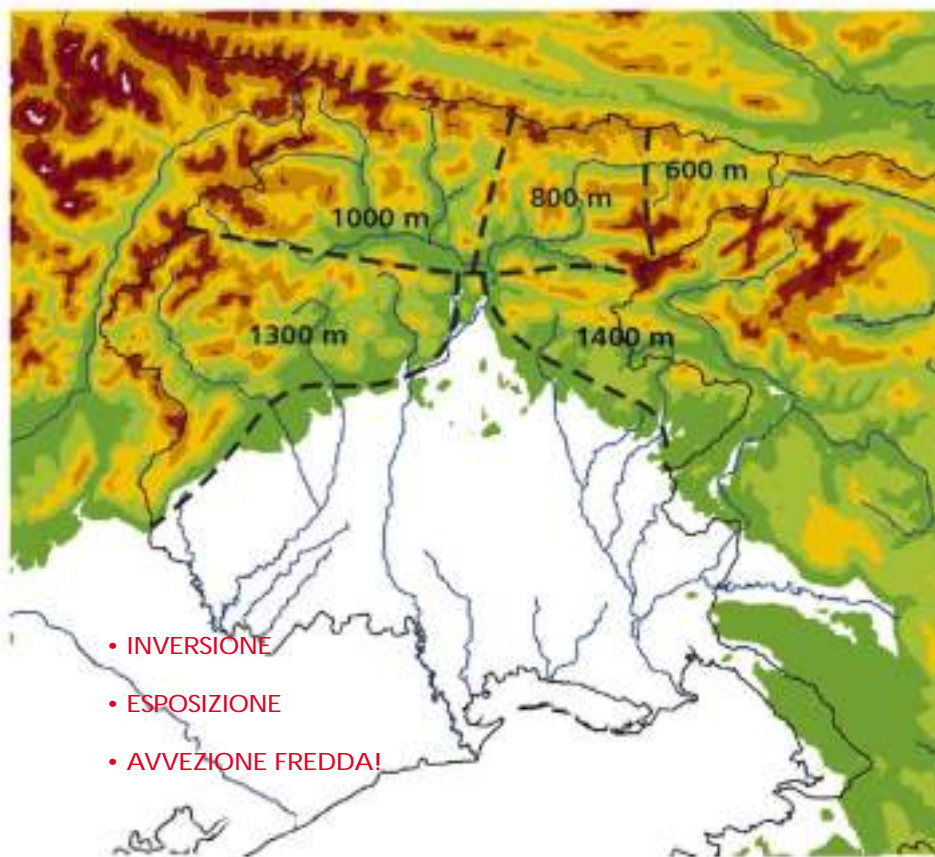 600 m
800 m
1000 m
1300 m
1400 m
• INVERSIONE
• ESPOSIZIONE
• AVVEZIONE FREDDA!